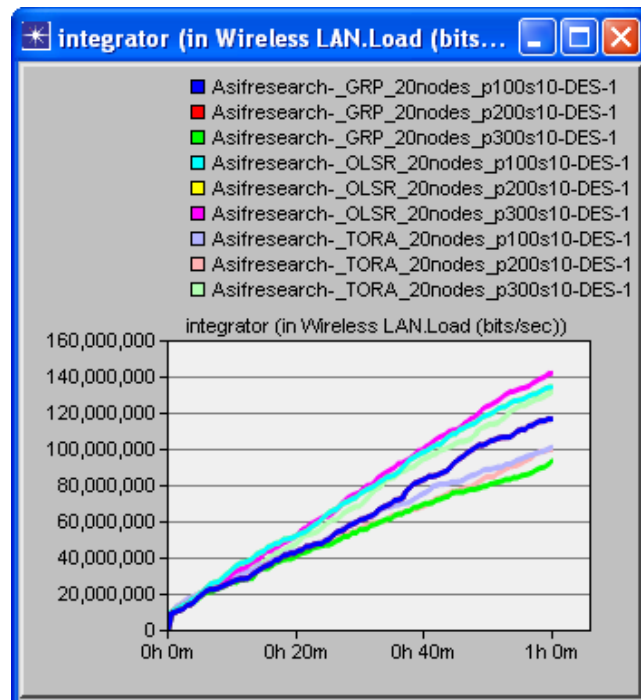 integrator (in Wireless LAN.Load (bits...
Asifresearch-_GRP_20nodes_p100s10-DES-1
Asifresearch-_GRP_20nodes_p200s10-DES-1
Asifresearch-_GRP_20nodes_p300s10-DES-1
Asifresearch-_OLSR_20nodes_p100s10-DES-1
Asifresearch-_OLSR_20nodes_p200s10-DES-1
Asifresearch-_OLSR_20nodes_p300s10-DES-1
Asifresearch-_TORA_20nodes_p100s10-DES-1
Asifresearch-_TORA_20nodes_p200s10-DES-1
Asifresearch-_TORA_20nodes_p300s10-DES-1
integrator (in Wireless LAN.Load (bits/sec))
160,000,000
140,000,000
120,000,000
100,000,000
80,000,000
60,000,000
40,000,000
20,000,000
0
0h 0m 0h 20m 0h 40m 1h 0m